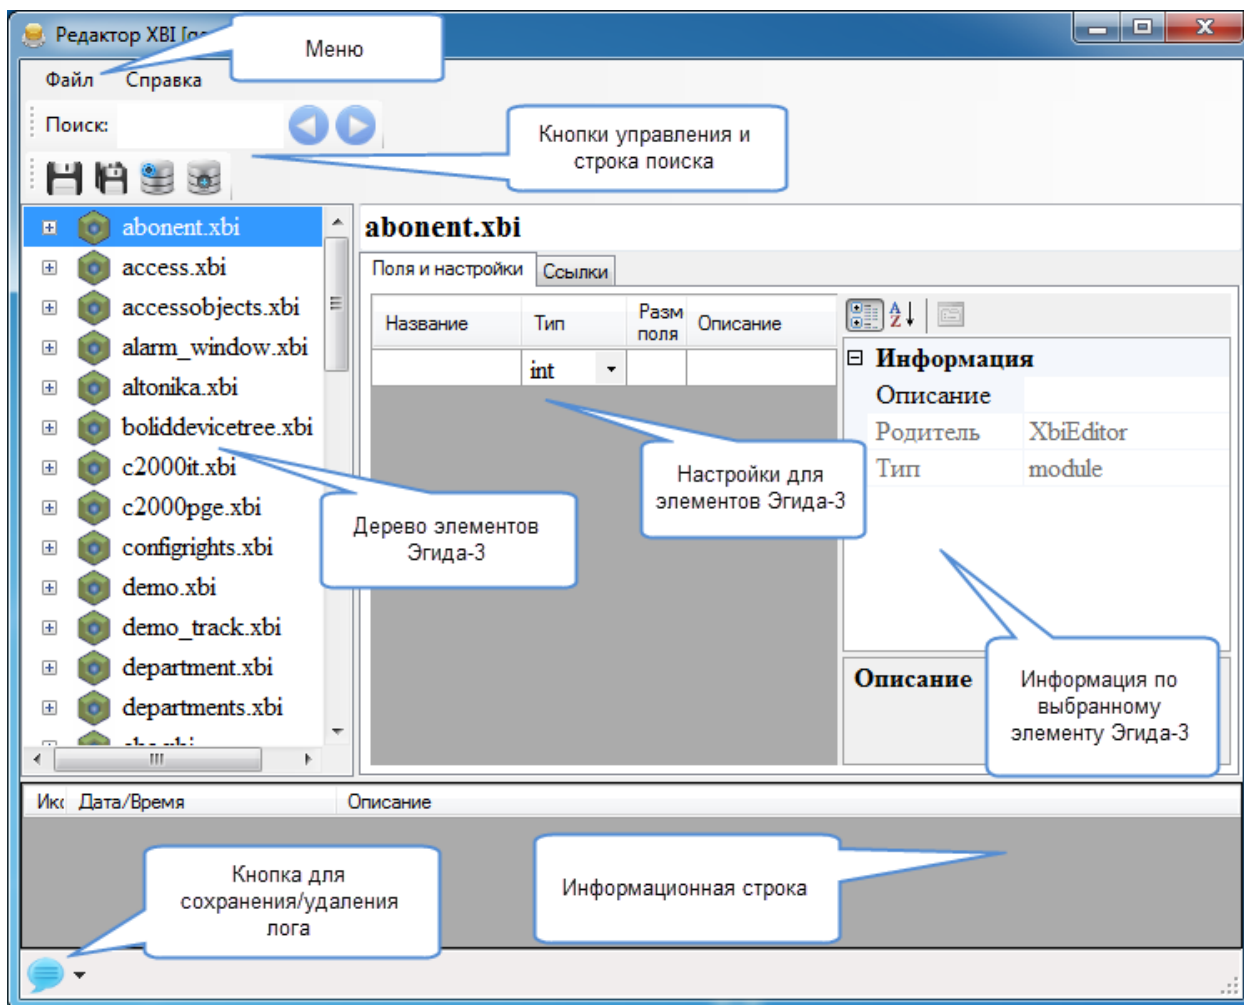 Редактор XBI
Меню
Файл Справка
Поиск:
Кнопки управления и
строка поиска
abonent.xbi
access.xbi
accessobjects.xbi
alarm_window.xbi
altonika.xbi
boliddevicetree.xbi
c2000it.xbi
c2000pge.xbi
configrights.xbi
demo.xbi
demo_track.xbi
department.xbi
departments.xbi
abonent.xbi
Поля и настройки Ссылки
Название Тип Разм поля Описание
int
Информация
Описание
Родитель XbiEditor
Тип module
Настройки для
элементов Эгида-3
Дерево элементов
Эгида-3
Описание
Информация по
выбранному
элементу Эгида-3
Икс Дата/Время Описание
Кнопка для
сохранения/удаления
лога
Информационная строка